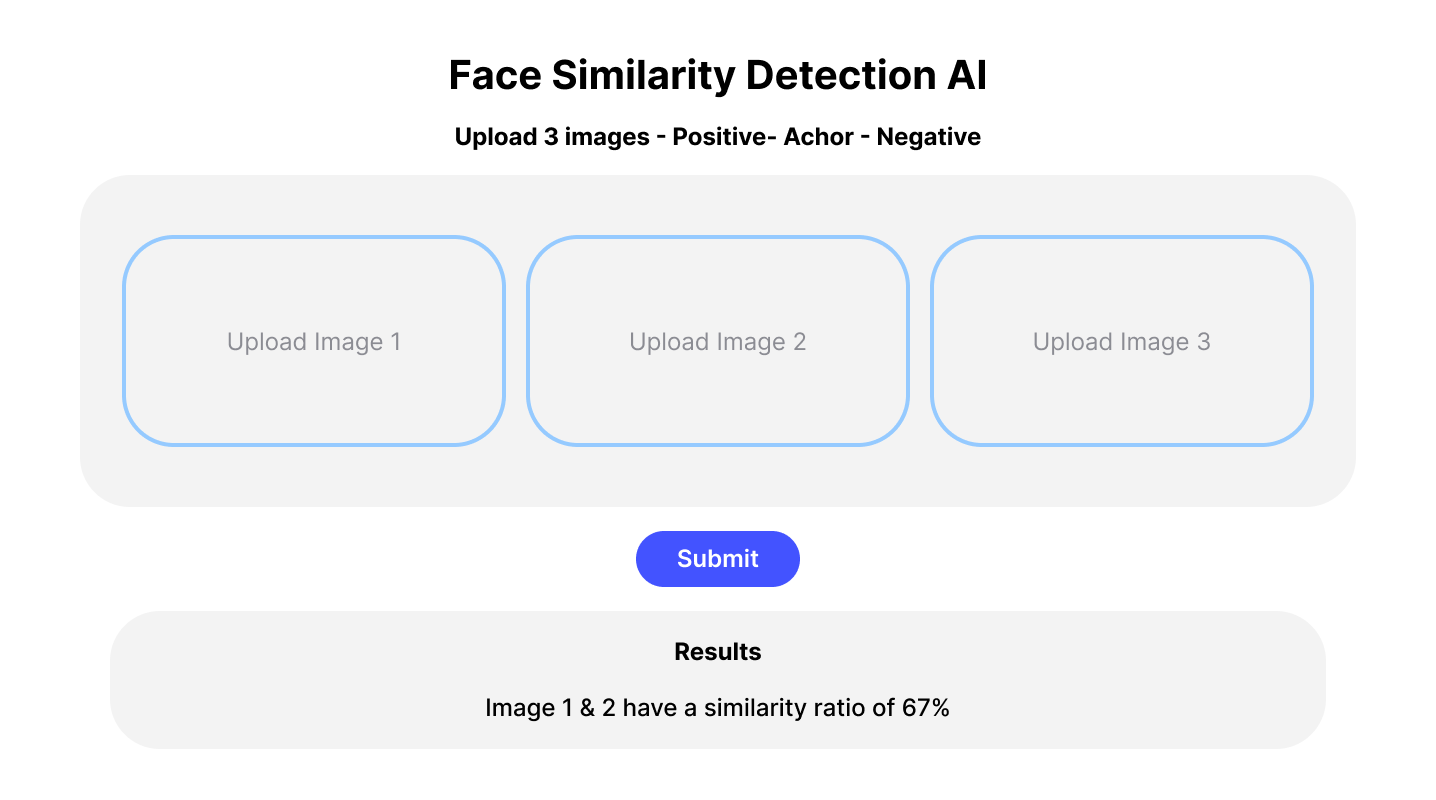 Face Similarity Detection AI
Upload 3 images - Positive- Achor - Negative
Upload Image 1
Upload Image 2
Upload Image 3
Submit
Results
Image 1 & 2 have a similarity ratio of 67%